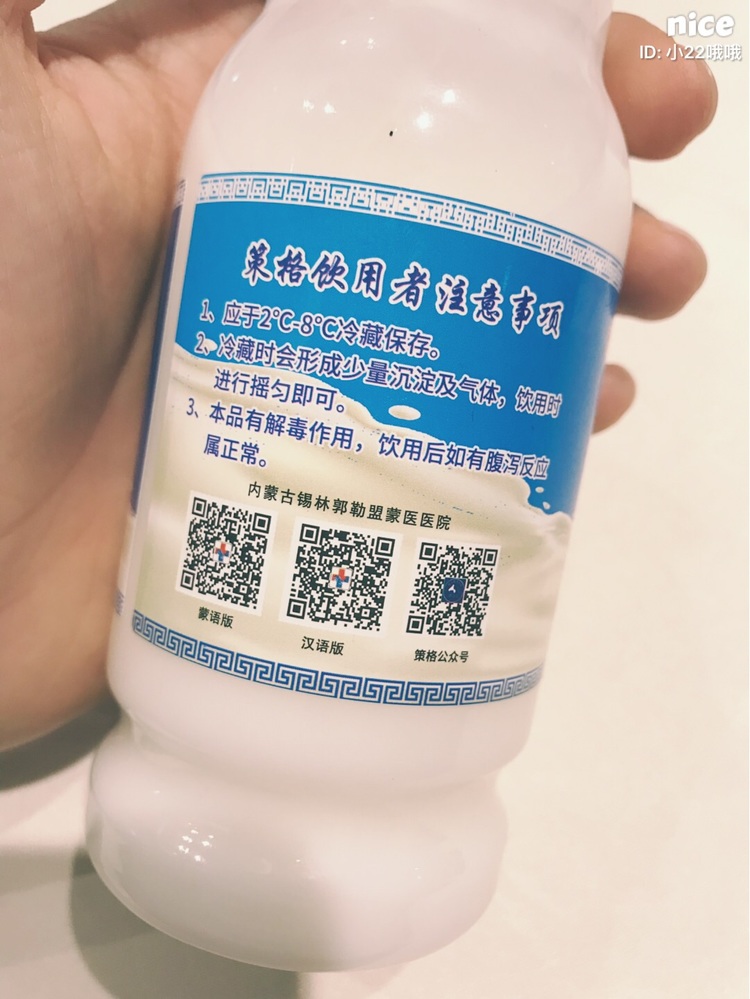 nice
ID: 小22哦哦
策格饮用者注意事项
1、应于2℃-8℃冷藏保存。
2、冷藏时会形成少量沉淀及气体，饮用时
进行摇匀即可。
3、本品有解毒作用，饮用后如有腹泻反应
属正常。
内蒙古锡林郭勒盟蒙医医院
蒙语版
汉语版
策格公众号